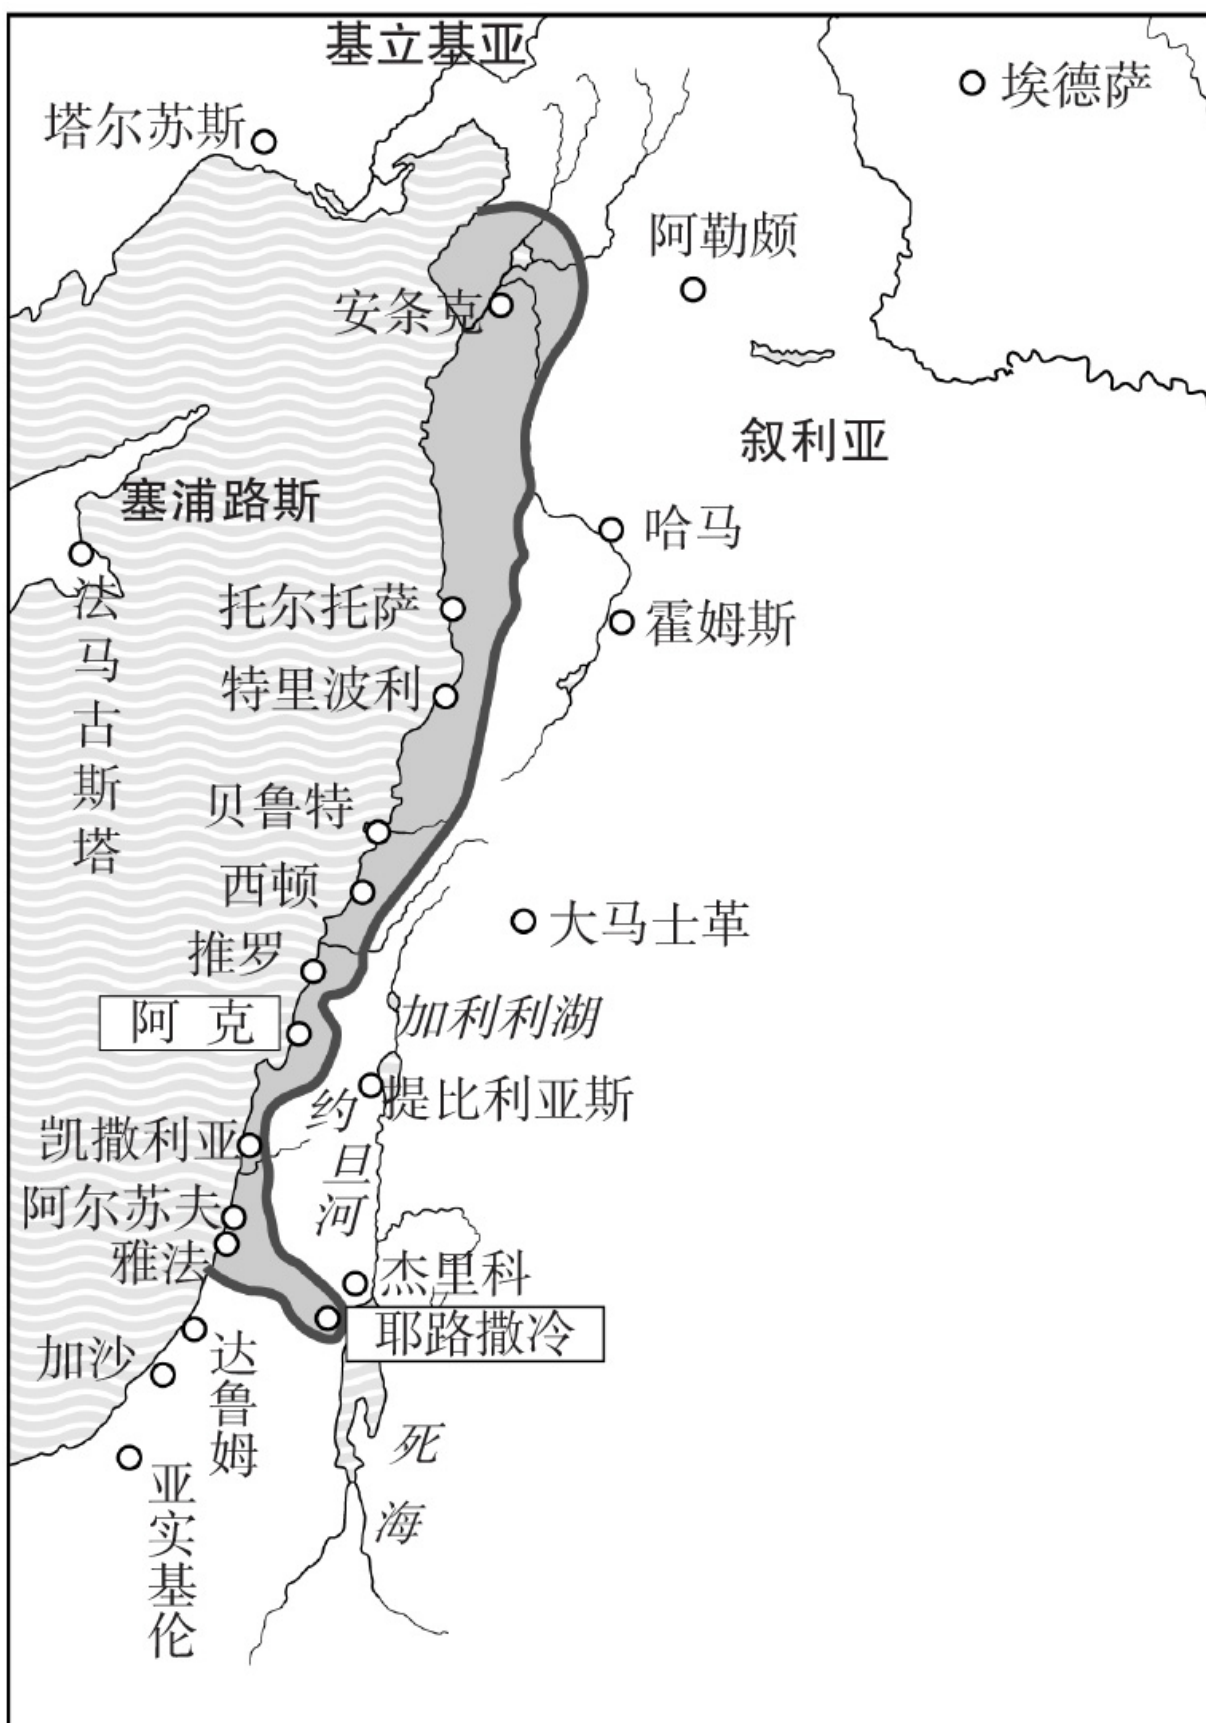 基立基亚
埃德萨
塔尔苏斯
阿勒颇
安条克
叙利亚
塞浦路斯
哈马
法马古斯塔
托尔托萨
霍姆斯
特里波利
贝鲁特
西顿
大马士革
推罗
阿克
加利利湖
提比利亚斯
约旦河
凯撒利亚
阿尔苏夫
雅法
杰里科
耶路撒冷
加沙
达鲁姆
死海
亚实基伦